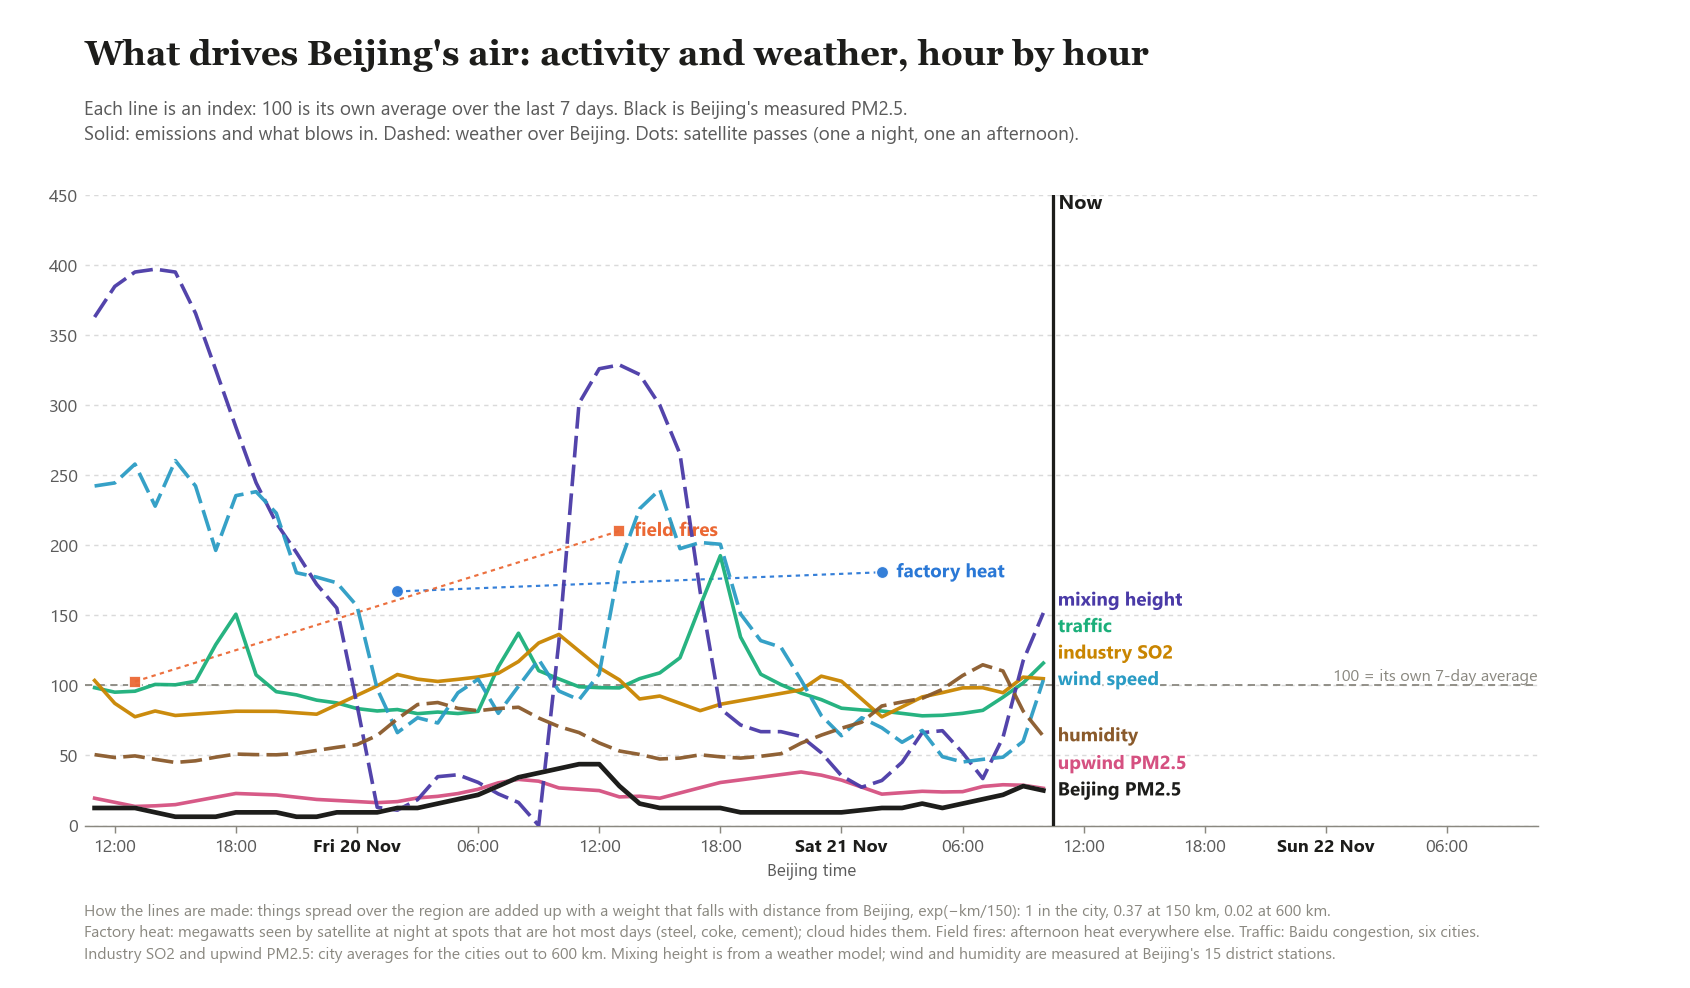 What drives Beijing's air: activity and weather, hour by hour
Each line is an index: 100 is its own average over the last 7 days. Black is Beijing's measured PM2.5.
Solid: emissions and what blows in. Dashed: weather over Beijing. Dots: satellite passes (one a night, one an afternoon).
450
400
350
300
250
200
150
100
50
0
Now
field fires
factory heat
mixing height
traffic
industry SO2
wind speed
100 = its own 7-day average
humidity
upwind PM2.5
Beijing PM2.5
12:00 18:00 Fri 20 Nov 06:00 12:00 18:00 Sat 21 Nov 06:00 12:00 18:00 Sun 22 Nov 06:00
Beijing time
How the lines are made: things spread over the region are added up with a weight that falls with distance from Beijing, exp(−km/150): 1 in the city, 0.37 at 150 km, 0.02 at 600 km.
Factory heat: megawatts seen by satellite at night at spots that are hot most days (steel, coke, cement); cloud hides them. Field fires: afternoon heat everywhere else. Traffic: Baidu congestion, six cities.
Industry SO2 and upwind PM2.5: city averages for the cities out to 600 km. Mixing height is from a weather model; wind and humidity are measured at Beijing's 15 district stations.